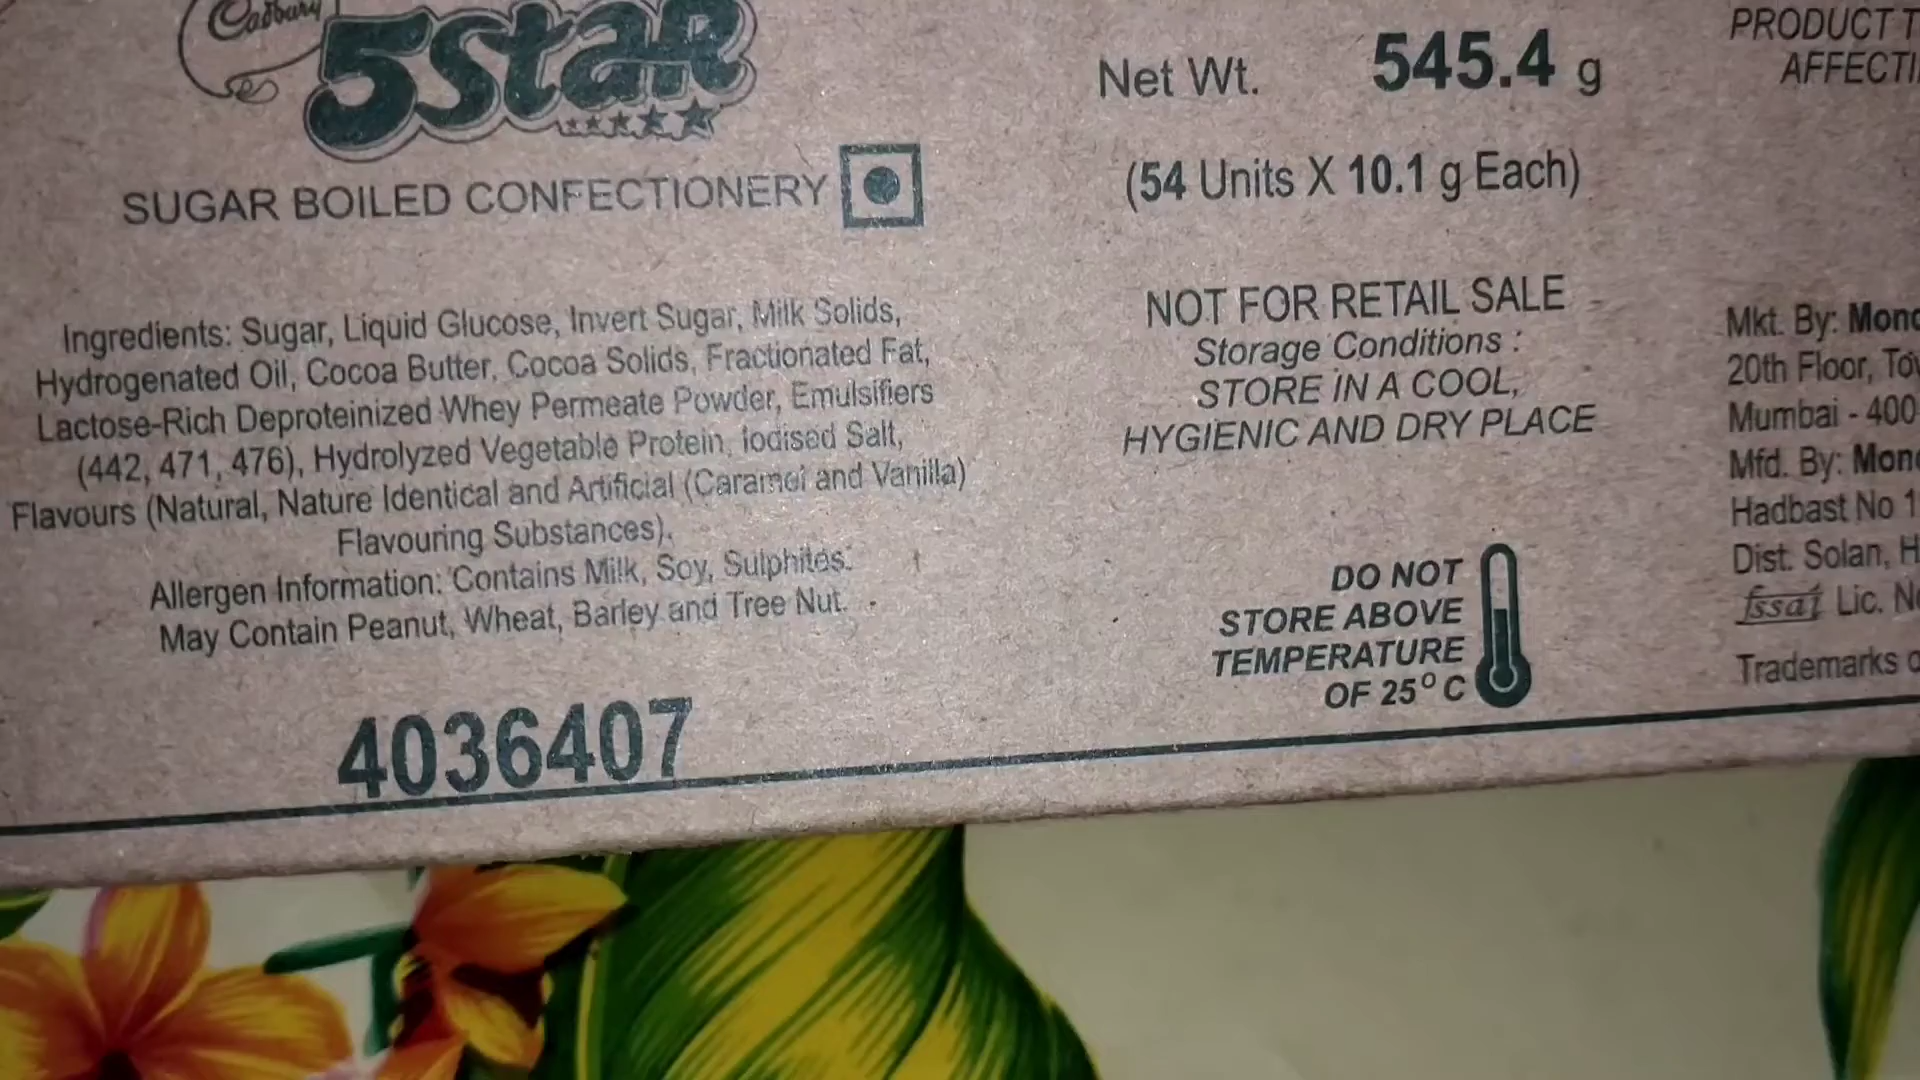 Cadbury
5Star
SUGAR BOILED CONFECTIONERY
Ingredients: Sugar, Liquid Glucose, Invert Sugar, Milk Solids,
Hydrogenated Oil, Cocoa Butter, Cocoa Solids, Fractionated Fat,
Lactose-Rich Deproteinized Whey Permeate Powder, Emulsifiers
(442, 471, 476), Hydrolyzed Vegetable Protein, Iodised Salt,
Flavours (Natural, Nature Identical and Artificial (Caramel and Vanilla)
Flavouring Substances).
Allergen Information: Contains Milk, Soy, Sulphites.
May Contain Peanut, Wheat, Barley and Tree Nut.
4036407
Net Wt. 545.4 g
(54 Units X 10.1 g Each)
NOT FOR RETAIL SALE
Storage Conditions :
STORE IN A COOL,
HYGIENIC AND DRY PLACE
DO NOT
STORE ABOVE
TEMPERATURE
OF 25° C
PRODUCT
Mkt. By:
20th Floor,
Mumbai - 400
Mfd. By:
Hadbast No
Dist. Solan,
fssai Lic.
Trademarks